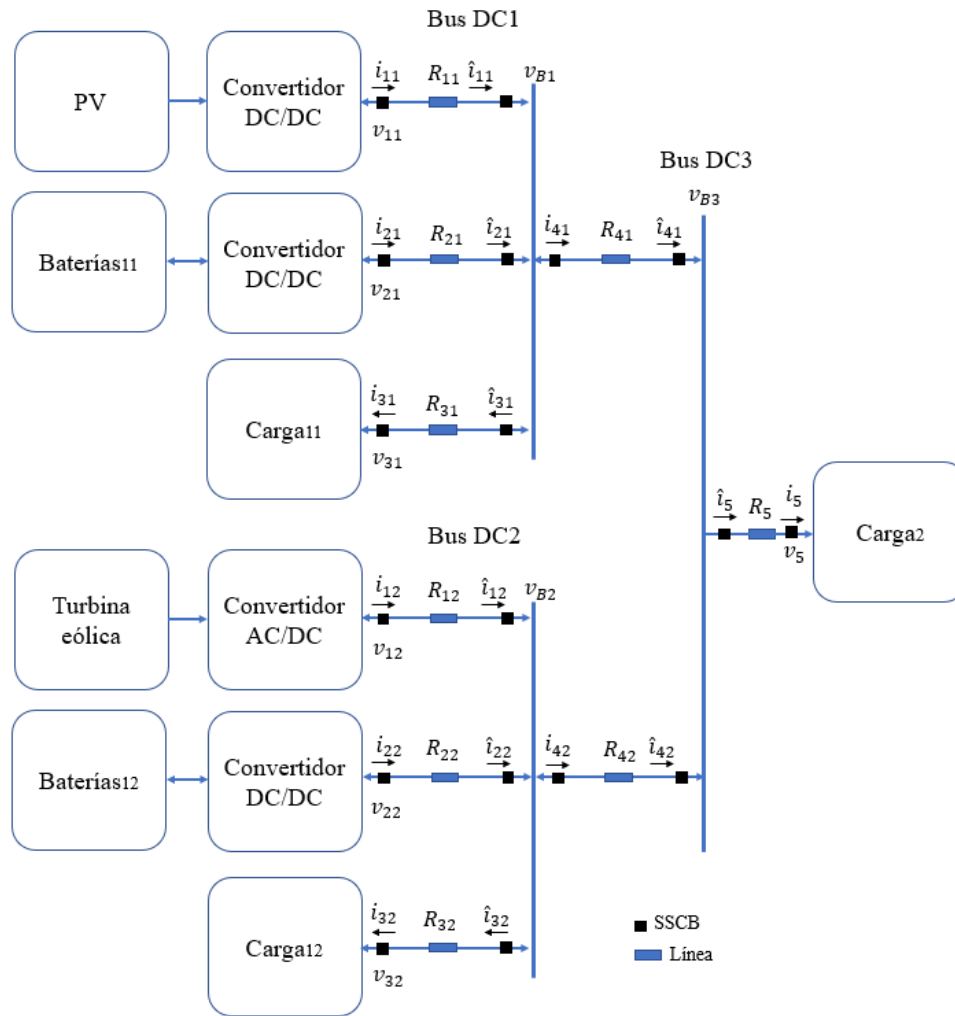 Bus DC1
PV
Convertidor
DC/DC
i₁₁
R₁₁
î₁₁
v_B1
v₁₁
Bus DC3
v_B3
Baterías₁₁
Convertidor
DC/DC
i₂₁
R₂₁
î₂₁
v₂₁
i₄₁
R₄₁
î₄₁
Carga₁₁
i₃₁
R₃₁
î₃₁
v₃₁
î₅
R₅
i₅
v₅
Carga₂
Bus DC2
Turbina
eólica
Convertidor
AC/DC
i₁₂
R₁₂
î₁₂
v_B2
v₁₂
Baterías₁₂
Convertidor
DC/DC
i₂₂
R₂₂
î₂₂
v₂₂
i₄₂
R₄₂
î₄₂
Carga₁₂
i₃₂
R₃₂
î₃₂
v₃₂
SSCB
Línea